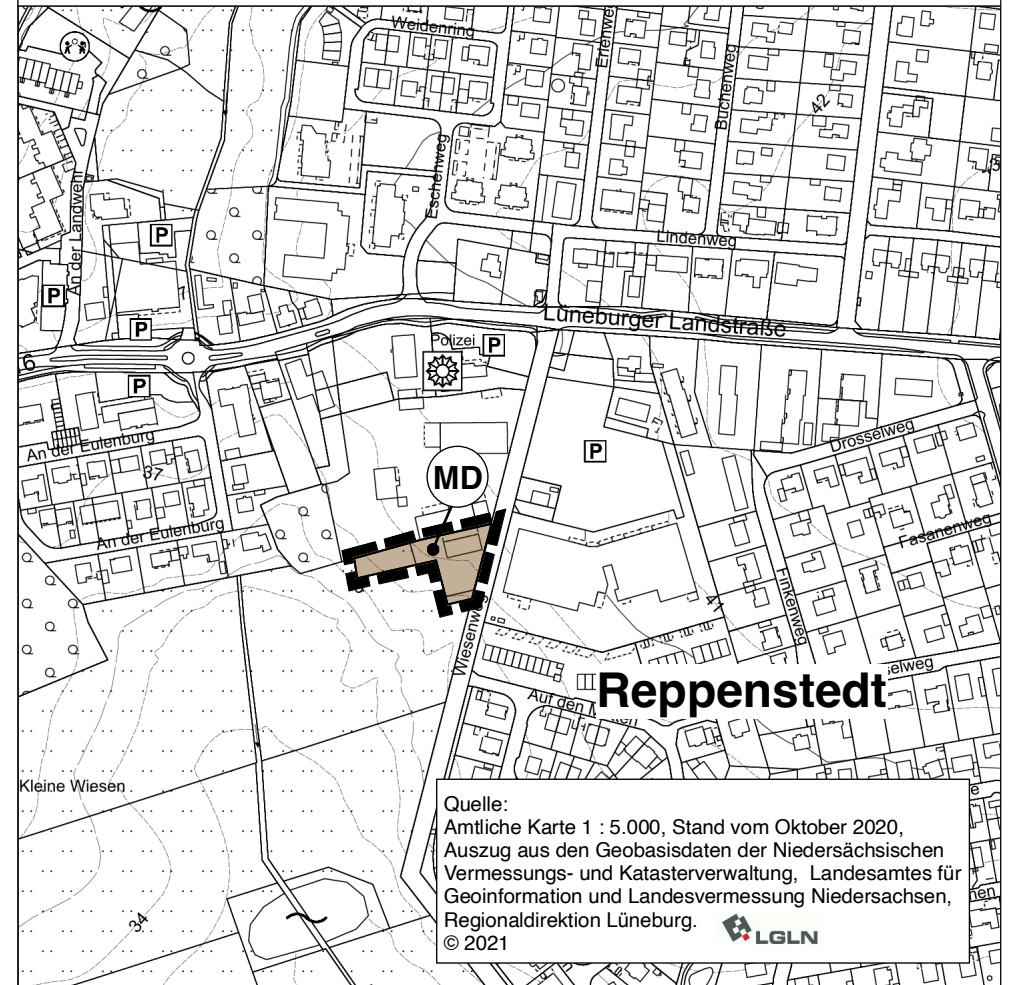 Weidenring
Erlenweg
Buchenweg
42
Eschenweg
An der Landwehr
P
Lindenweg
P
P
Lüneburger Landstraße
6
Polizei
P
P
An der Eulenburg
37
Drosselweg
P
MD
An der Eulenburg
Fasanenweg
Finkenweg
41
Wiesenweg
Reppenstedt
Auf den
Kleine Wiesen
34
Quelle:
Amtliche Karte 1 : 5.000, Stand vom Oktober 2020,
Auszug aus den Geobasisdaten der Niedersächsischen
Vermessungs- und Katasterverwaltung, Landesamtes für
Geoinformation und Landesvermessung Niedersachsen,
Regionaldirektion Lüneburg.
© 2021
LGLN